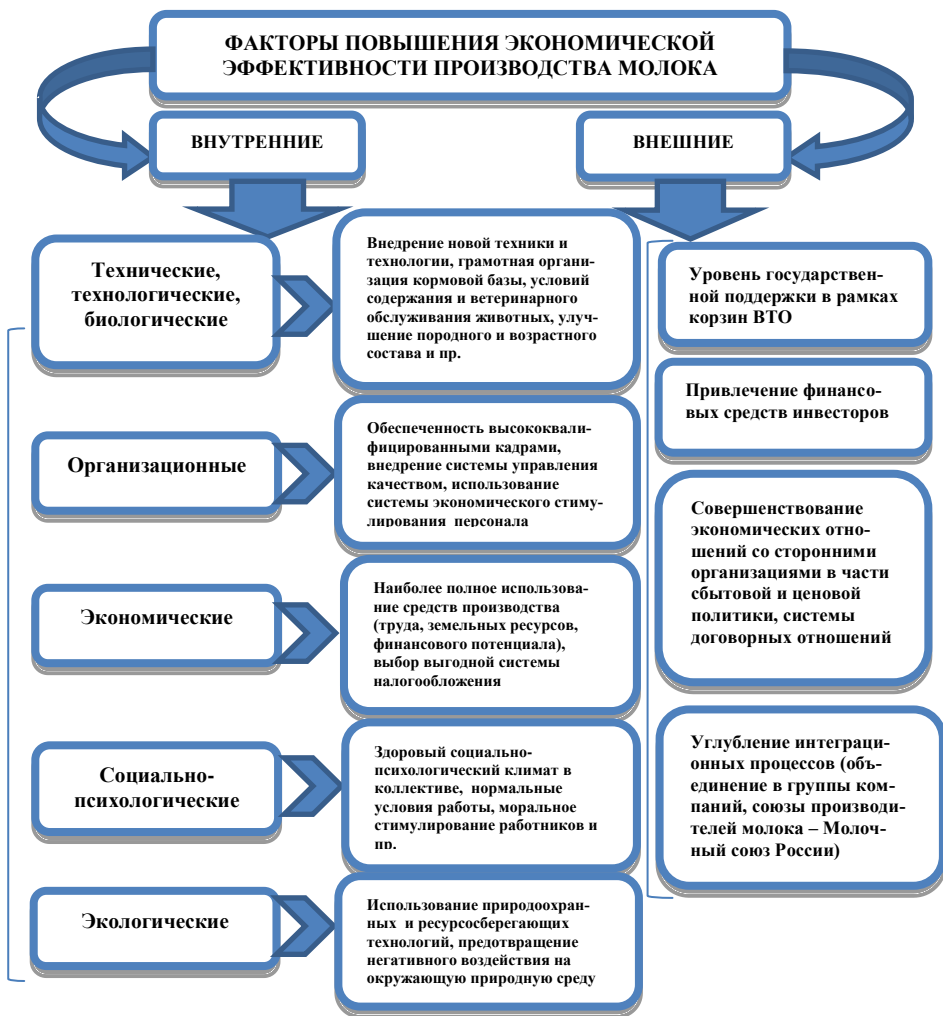 ФАКТОРЫ ПОВЫШЕНИЯ ЭКОНОМИЧЕСКОЙ
ЭФФЕКТИВНОСТИ ПРОИЗВОДСТВА МОЛОКА
ВНУТРЕННИЕ
ВНЕШНИЕ
Технические,
технологические,
биологические
Внедрение новой техники и
технологии, грамотная органи-
зация кормовой базы, условий
содержания и ветеринарного
обслуживания животных, улуч-
шение породного и возрастного
состава и пр.
Организационные
Обеспеченность высококвали-
фицированными кадрами,
внедрение системы управления
качеством, использование
системы экономического стиму-
лирования персонала
Экономические
Наиболее полное использова-
ние средств производства
(труда, земельных ресурсов,
финансового потенциала),
выбор выгодной системы
налогообложения
Социально-
психологические
Здоровый социально-
психологический климат в
коллективе, нормальные
условия работы, моральное
стимулирование работников и
пр.
Экологические
Использование природоохран-
ных и ресурсосберегающих
технологий, предотвращение
негативного воздействия на
окружающую природную среду
Уровень государствен-
ной поддержки в рамках
корзин ВТО
Привлечение финансо-
вых средств инвесторов
Совершенствование
экономических отно-
шений со сторонними
организациями в части
сбытовой и ценовой
политики, системы
договорных отношений
Углубление интеграци-
онных процессов (объ-
единение в группы ком-
паний, союзы производи-
телей молока – Молоч-
ный союз России)